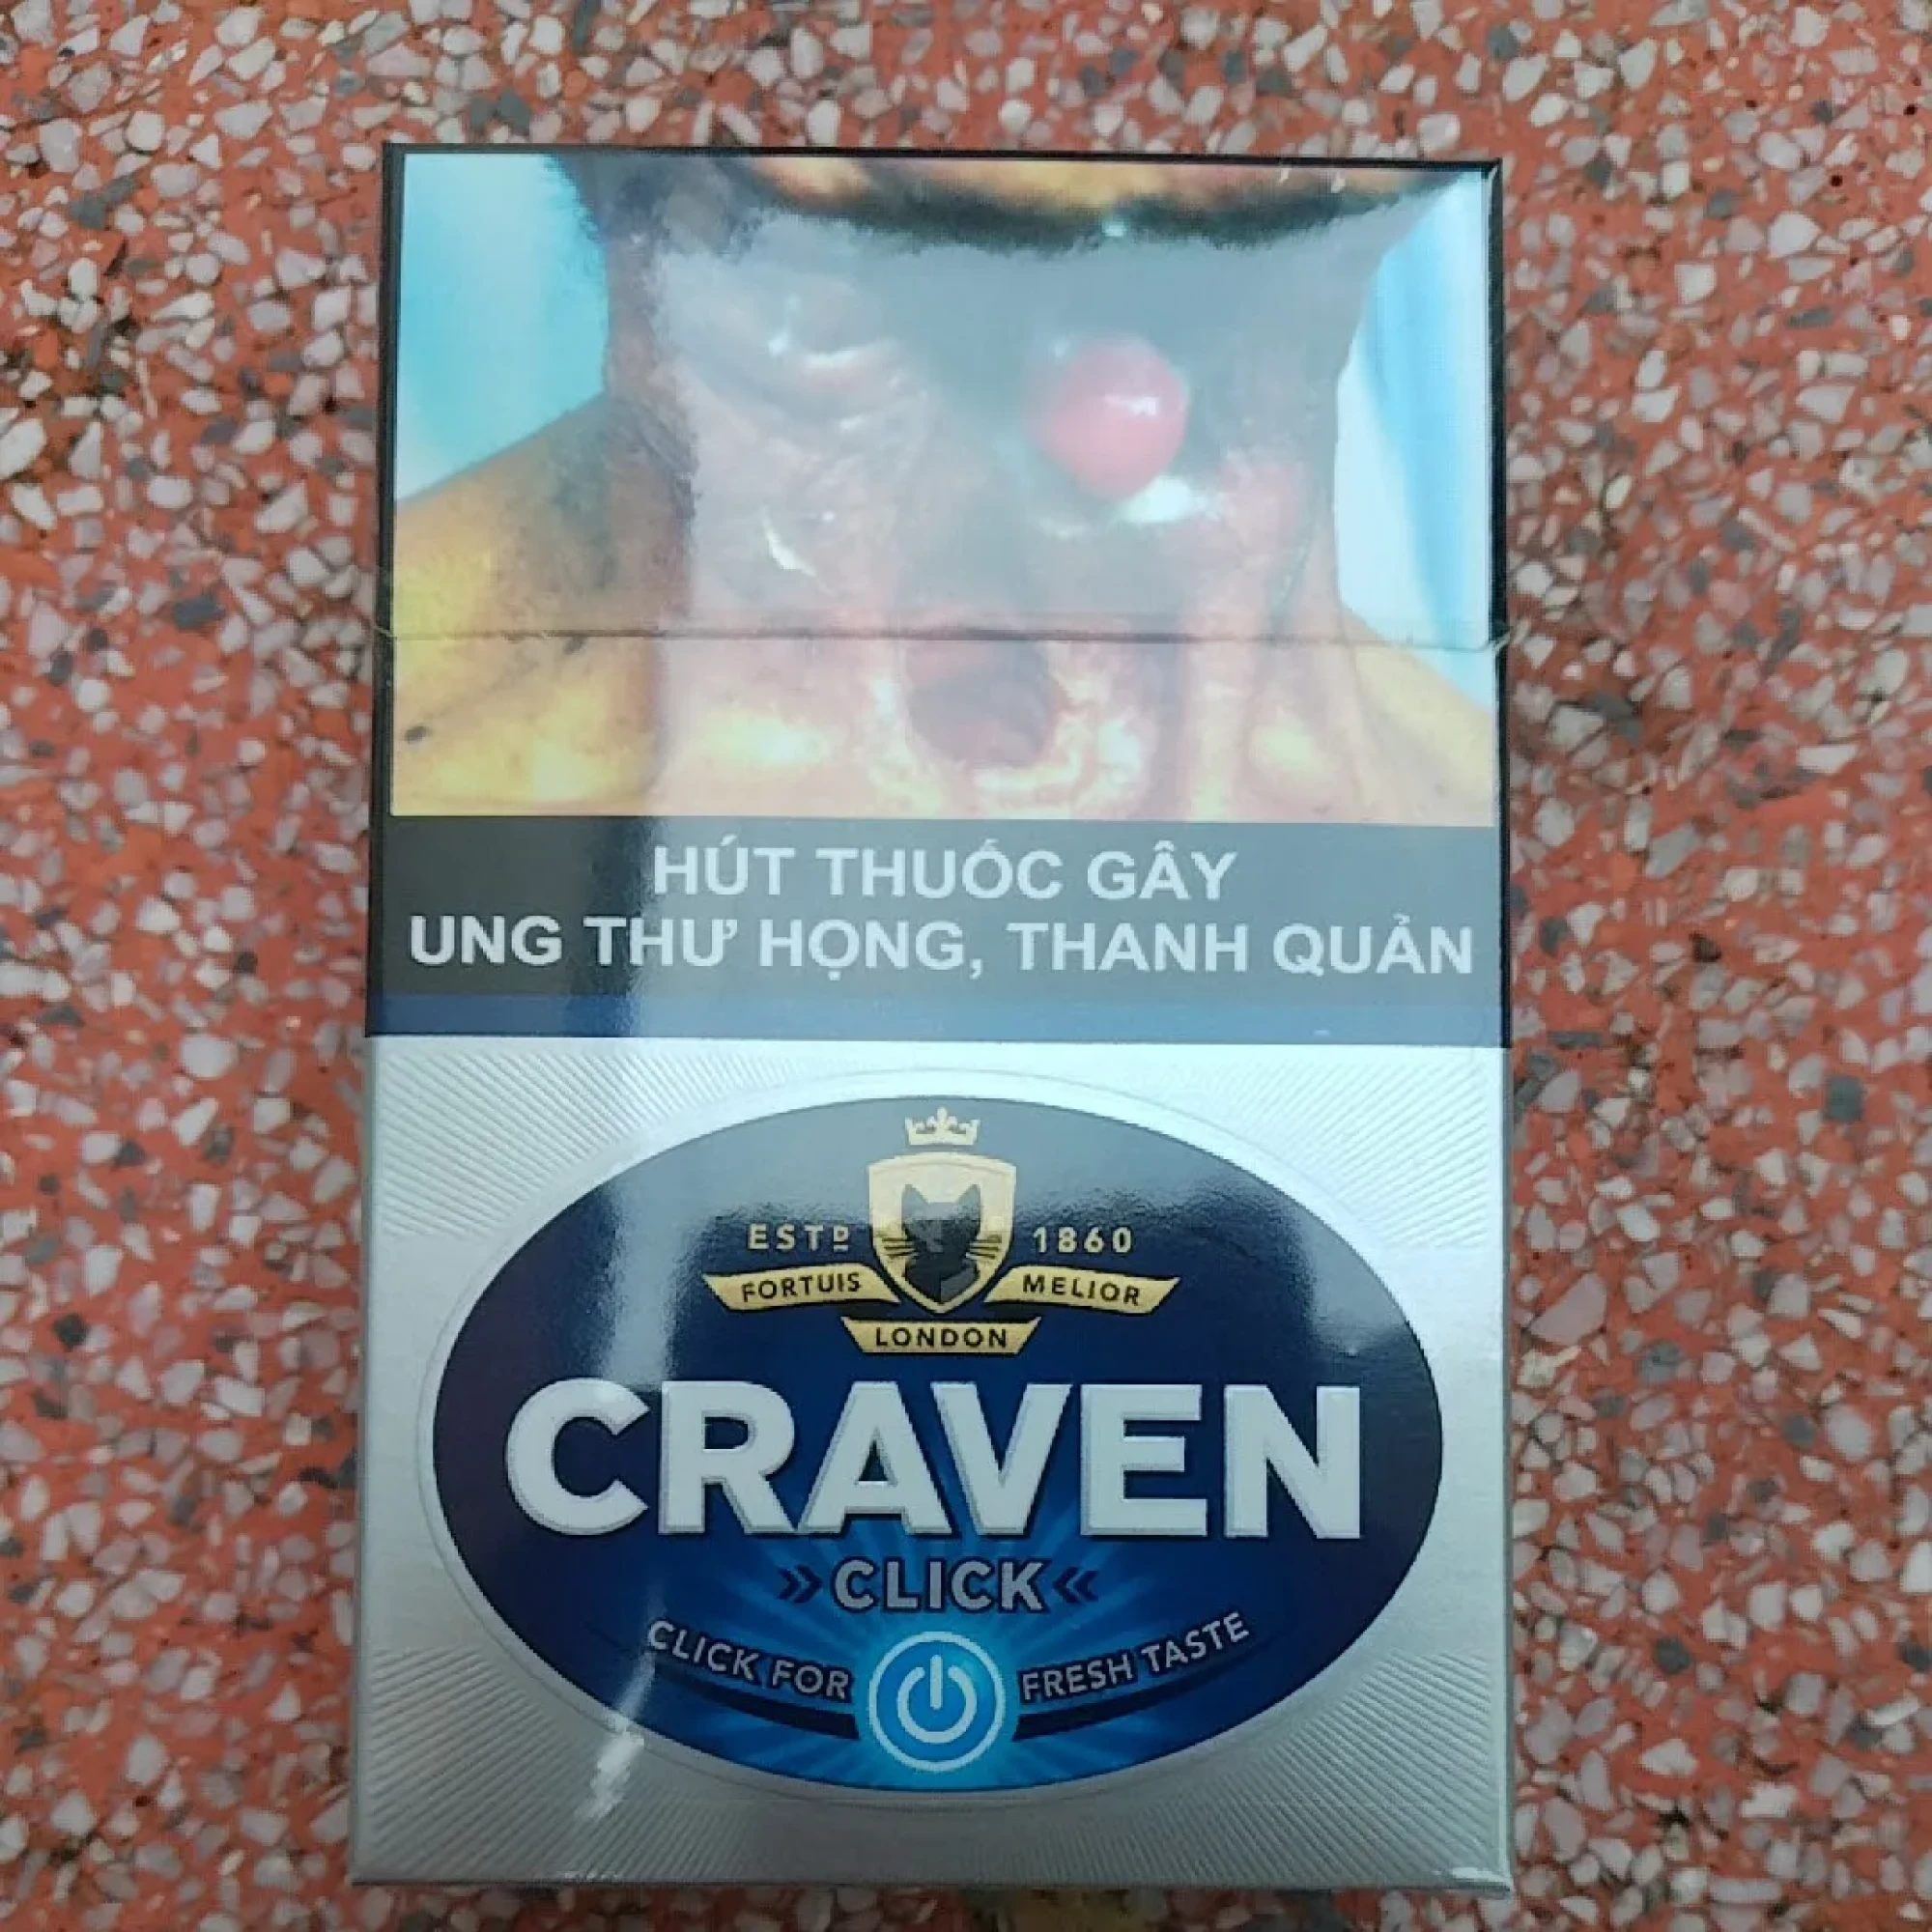 HÚT THUỐC GÂY
UNG THƯ HỌNG, THANH QUẢN
ESTD 1860
FORTUIS MELIOR
LONDON
CRAVEN
»CLICK«
CLICK FOR FRESH TASTE